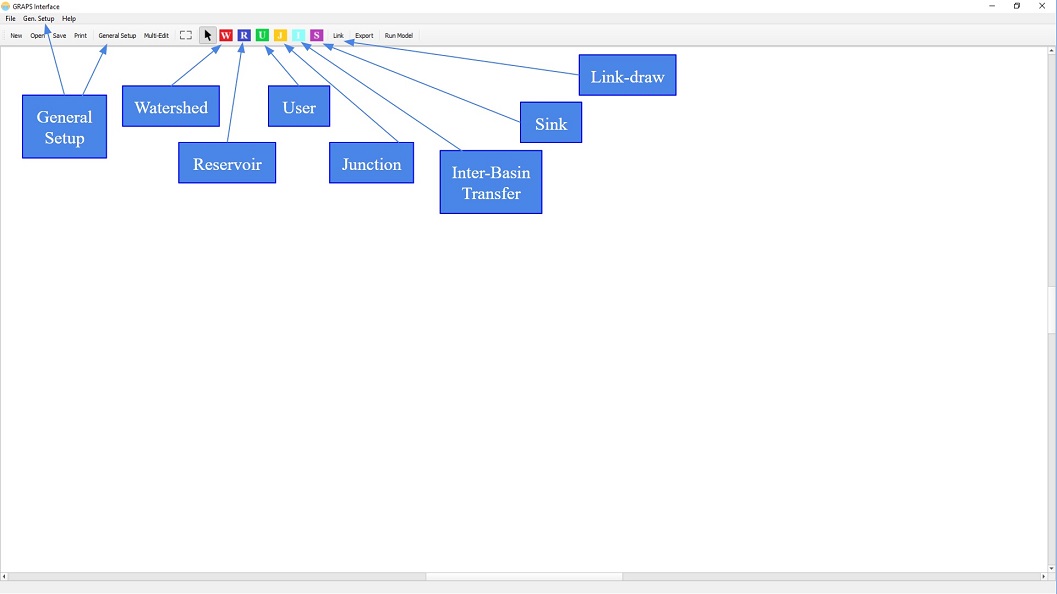 GRAPS Interface
File Gen. Setup Help
New Open Save Print General Setup Multi-Edit W R U J I S Link Export Run Model
Link-draw
Watershed
User
General
Setup
Sink
Reservoir
Junction
Inter-Basin
Transfer